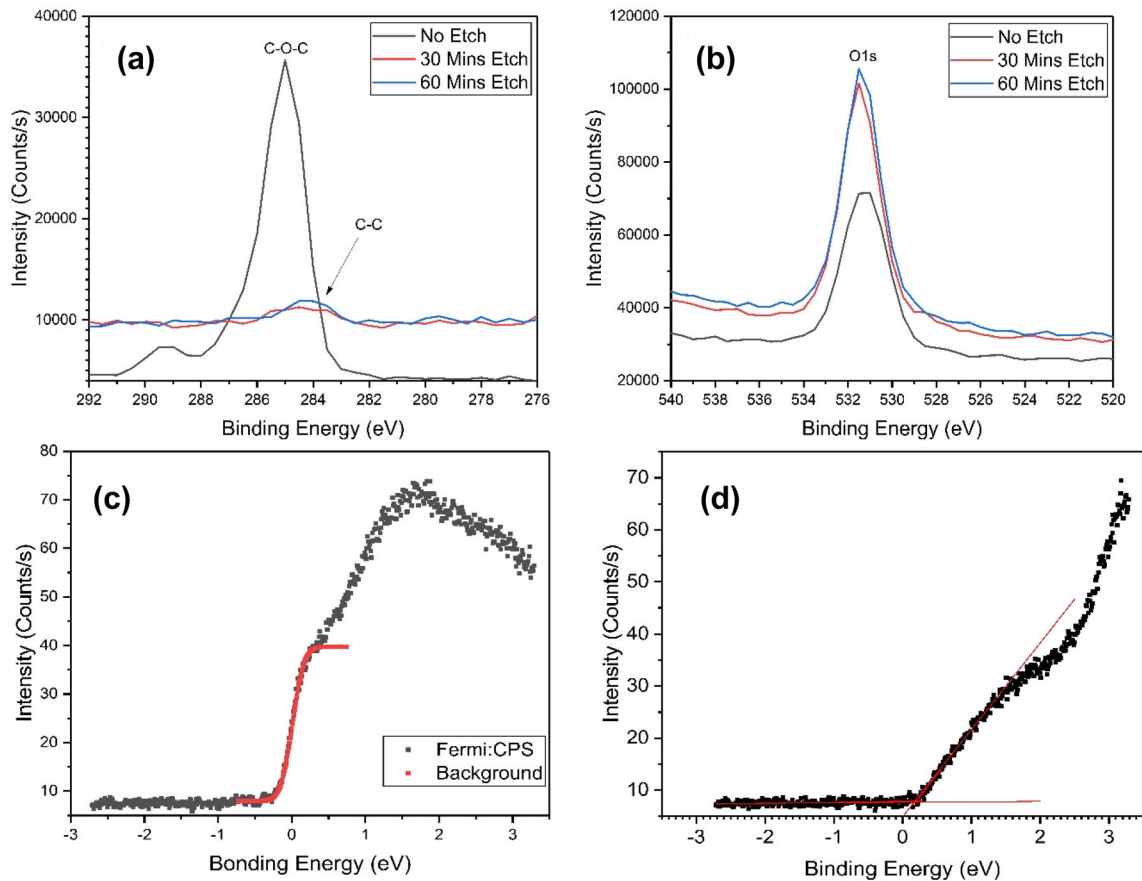 (a)
C-O-C
C-C
No Etch
30 Mins Etch
60 Mins Etch
40000
30000
20000
10000
292 290 288 286 284 282 280 278 276
Binding Energy (eV)
Intensity (Counts/s)
(b)
O1s
No Etch
30 Mins Etch
60 Mins Etch
120000
100000
80000
60000
40000
20000
540 538 536 534 532 530 528 526 524 522 520
Binding Energy (eV)
Intensity (Counts/s)
(c)
80
70
60
50
40
30
20
10
Fermi:CPS
Background
-3 -2 -1 0 1 2 3
Bonding Energy (eV)
Intensity (Counts/s)
(d)
70
60
50
40
30
20
10
-3 -2 -1 0 1 2 3
Binding Energy (eV)
Intensity (Counts/s)